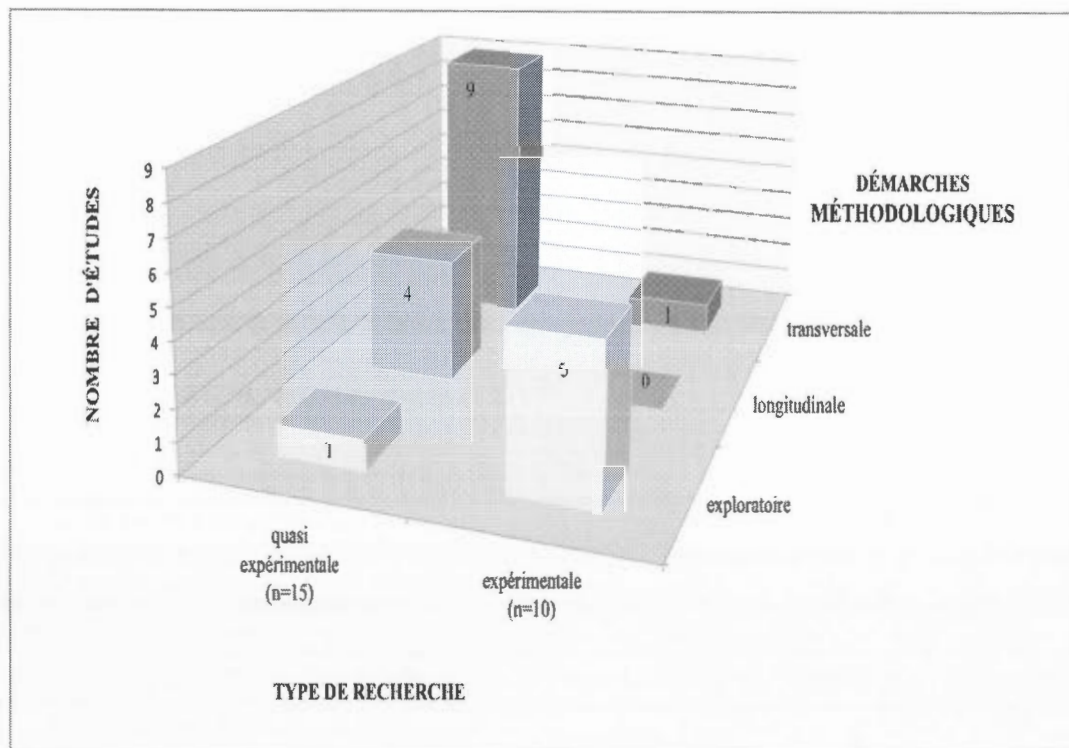 9
8
7
6
5
4
3
2
1
0
NOMBRE D'ÉTUDES
9
4
1
1
0
5
DÉMARCHES
MÉTHODOLOGIQUES
transversale
longitudinale
exploratoire
quasi
expérimentale
(n=15)
expérimentale
(n=10)
TYPE DE RECHERCHE